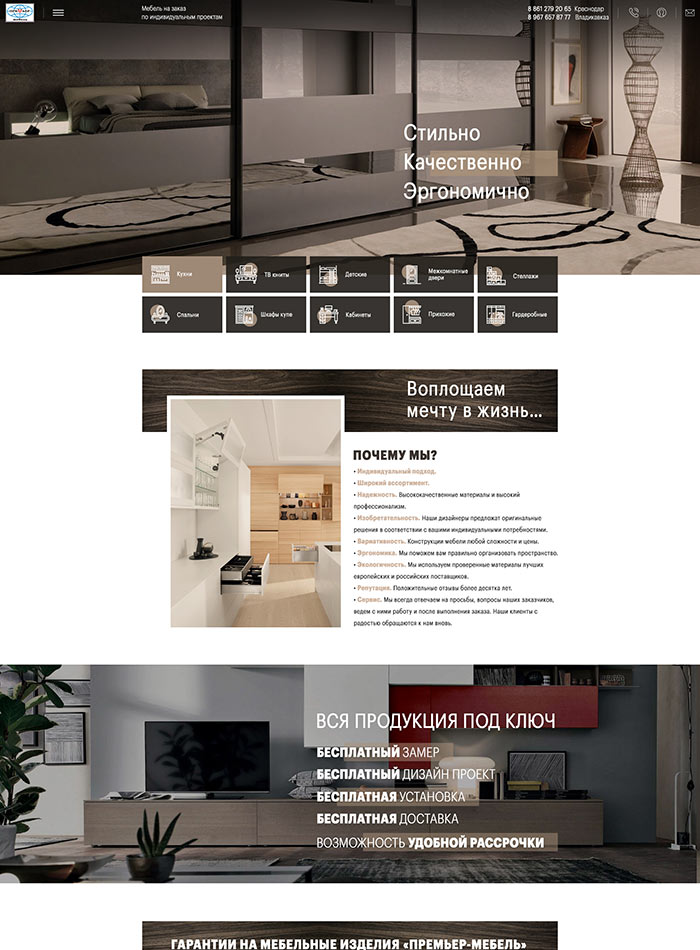 Мебель на заказ
по индивидуальным проектам
8 861 279 20 65 Краснодар
8 967 657 87 77 Владикавказ
Стильно
Качественно
Эргономично
Кухни
ТВ юниты
Детские
Межкомнатные
двери
Стеллажи
Спальни
Шкафы купе
Кабинеты
Прихожие
Гардеробные
Воплощаем
мечту в жизнь...
ПОЧЕМУ МЫ?
• Индивидуальный подход.
• Широкий ассортимент.
• Надежность. Высококачественные материалы и высокий
профессионализм.
• Изобретательность. Наши дизайнеры предложат оригинальные
решения в соответствии с вашими индивидуальными потребностями.
• Вариативность. Конструкции мебели любой сложности и цены.
• Эргономика. Мы поможем вам правильно организовать пространство.
• Экологичность. Мы используем проверенные материалы лучших
европейских и российских поставщиков.
• Репутация. Положительные отзывы более десятка лет.
• Сервис. Мы всегда отвечаем на просьбы, вопросы наших заказчиков,
ведем с ними работу и после выполнения заказа. Наши клиенты с
радостью обращаются к нам вновь.
ВСЯ ПРОДУКЦИЯ ПОД КЛЮЧ
БЕСПЛАТНЫЙ ЗАМЕР
БЕСПЛАТНЫЙ ДИЗАЙН ПРОЕКТ
БЕСПЛАТНАЯ УСТАНОВКА
БЕСПЛАТНАЯ ДОСТАВКА
ВОЗМОЖНОСТЬ УДОБНОЙ РАССРОЧКИ
ГАРАНТИИ НА МЕБЕЛЬНЫЕ ИЗДЕЛИЯ «ПРЕМЬЕР-МЕБЕЛЬ»